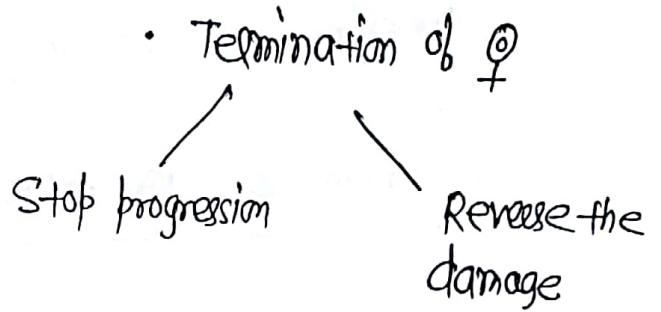 • Termination of
Stop progression
Reverse the
damage